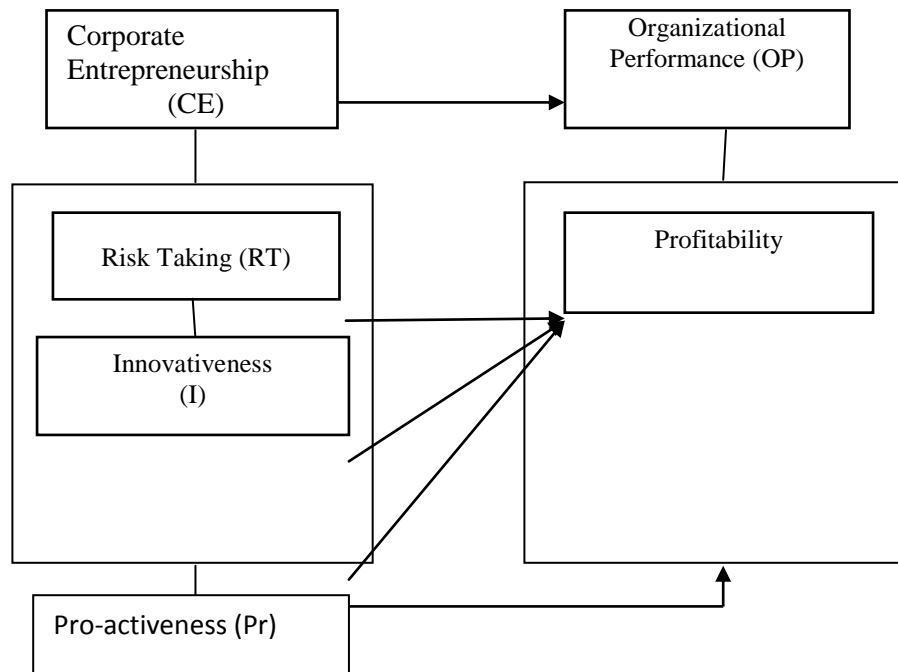 Corporate
Entrepreneurship
(CE)
Organizational
Performance (OP)
Risk Taking (RT)
Profitability
Innovativeness
(I)
Pro-activeness (Pr)